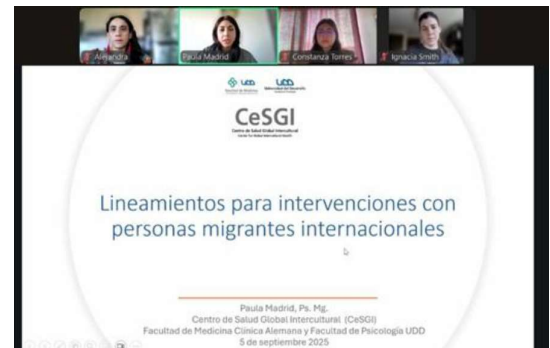 Alejandra
Paula Madrid
Constanza Torres
Ignacia Smith
UDD
UDD
CeSGI
Centro de Salud Global Intercultural
Lineamientos para intervenciones con
personas migrantes internacionales
Paula Madrid, Ps. Mg.
Centro de Salud Global Intercultural (CeSGI)
Facultad de Medicina Clínica Alemana y Facultad de Psicología UDD
5 de septiembre 2025